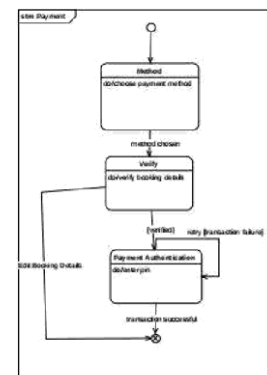 stm Payment
Method
do/choose payment method
method chosen
Verify
do/verify booking details
[verified]
retry [transaction failure]
Payment Authentication
do/enter pin
Edit Booking Details
transaction successful